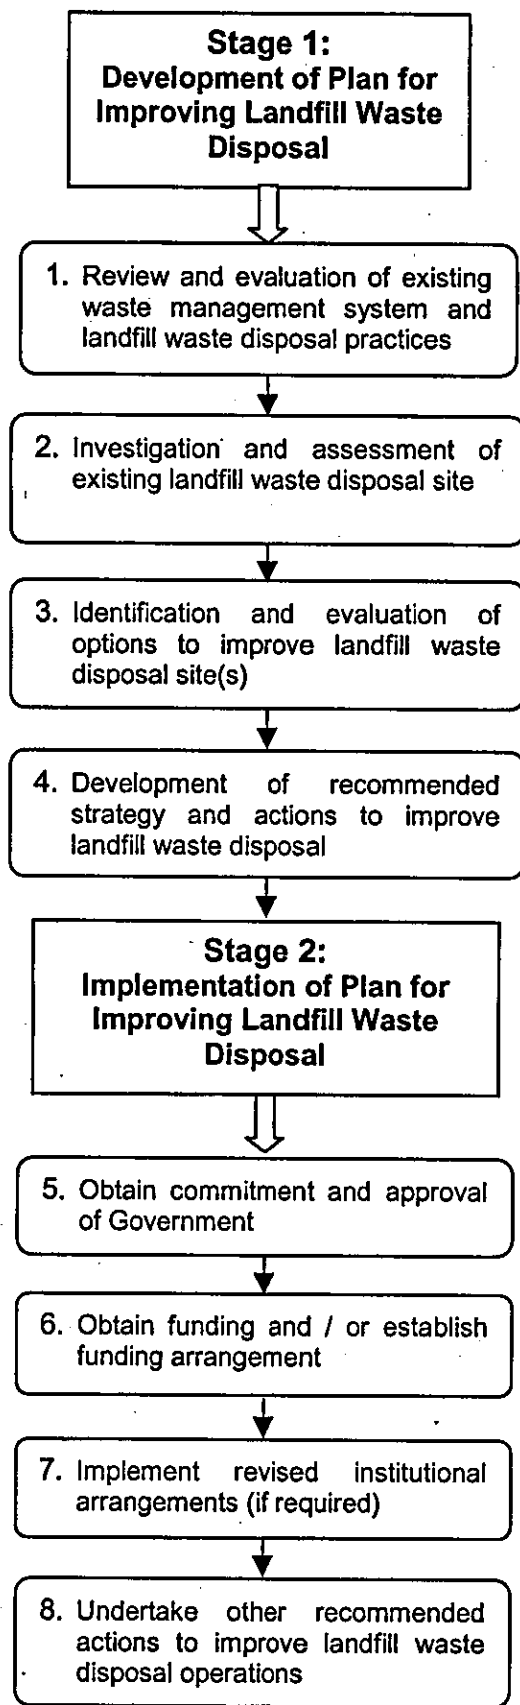 Stage 1:
Development of Plan for
Improving Landfill Waste
Disposal
1. Review and evaluation of existing
waste management system and
landfill waste disposal practices
2. Investigation and assessment of
existing landfill waste disposal site
3. Identification and evaluation of
options to improve landfill waste
disposal site(s)
4. Development of recommended
strategy and actions to improve
landfill waste disposal
Stage 2:
Implementation of Plan for
Improving Landfill Waste
Disposal
5. Obtain commitment and approval
of Government
6. Obtain funding and / or establish
funding arrangement
7. Implement revised institutional
arrangements (if required)
8. Undertake other recommended
actions to improve landfill waste
disposal operations